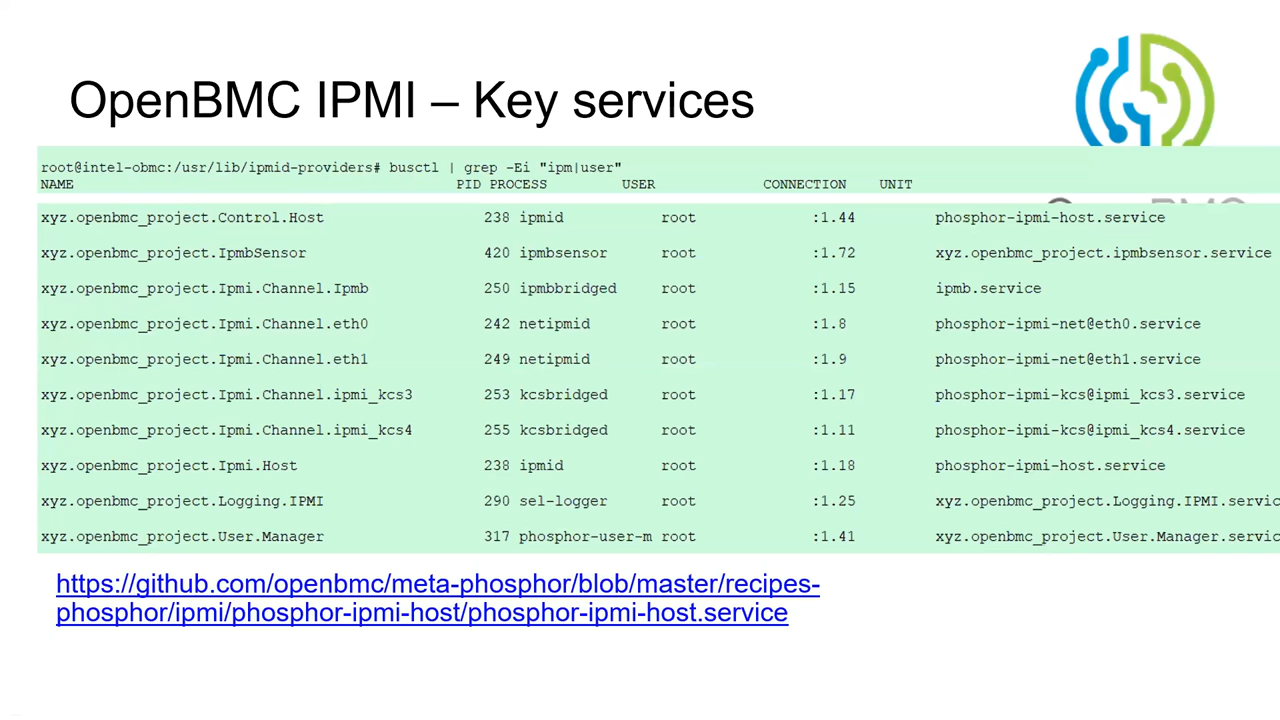 OpenBMC IPMI – Key services
root@intel-obmc:/usr/lib/ipmid-providers# busctl | grep -Ei "ipm|user"
NAME PID PROCESS USER CONNECTION UNIT
xyz.openbmc_project.Control.Host 238 ipmid root :1.44 phosphor-ipmi-host.service
xyz.openbmc_project.IpmbSensor 420 ipmbsensor root :1.72 xyz.openbmc_project.ipmbsensor.service
xyz.openbmc_project.Ipmi.Channel.Ipmb 250 ipmbbridged root :1.15 ipmb.service
xyz.openbmc_project.Ipmi.Channel.eth0 242 netipmid root :1.8 phosphor-ipmi-net@eth0.service
xyz.openbmc_project.Ipmi.Channel.eth1 249 netipmid root :1.9 phosphor-ipmi-net@eth1.service
xyz.openbmc_project.Ipmi.Channel.ipmi_kcs3 253 kcsbridged root :1.17 phosphor-ipmi-kcs@ipmi_kcs3.service
xyz.openbmc_project.Ipmi.Channel.ipmi_kcs4 255 kcsbridged root :1.11 phosphor-ipmi-kcs@ipmi_kcs4.service
xyz.openbmc_project.Ipmi.Host 238 ipmid root :1.18 phosphor-ipmi-host.service
xyz.openbmc_project.Logging.IPMI 290 sel-logger root :1.25 xyz.openbmc_project.Logging.IPMI.servic
xyz.openbmc_project.User.Manager 317 phosphor-user-m root :1.41 xyz.openbmc_project.User.Manager.servic
https://github.com/openbmc/meta-phosphor/blob/master/recipes-
phosphor/ipmi/phosphor-ipmi-host/phosphor-ipmi-host.service